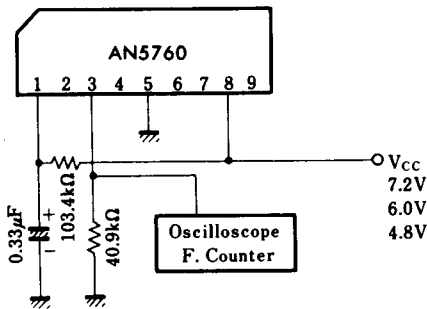 AN5760
1 2 3 4 5 6 7 8 9
VCC
7.2V
6.0V
4.8V
0.33μF
+
−
103.4kΩ
40.9kΩ
Oscilloscope
F. Counter